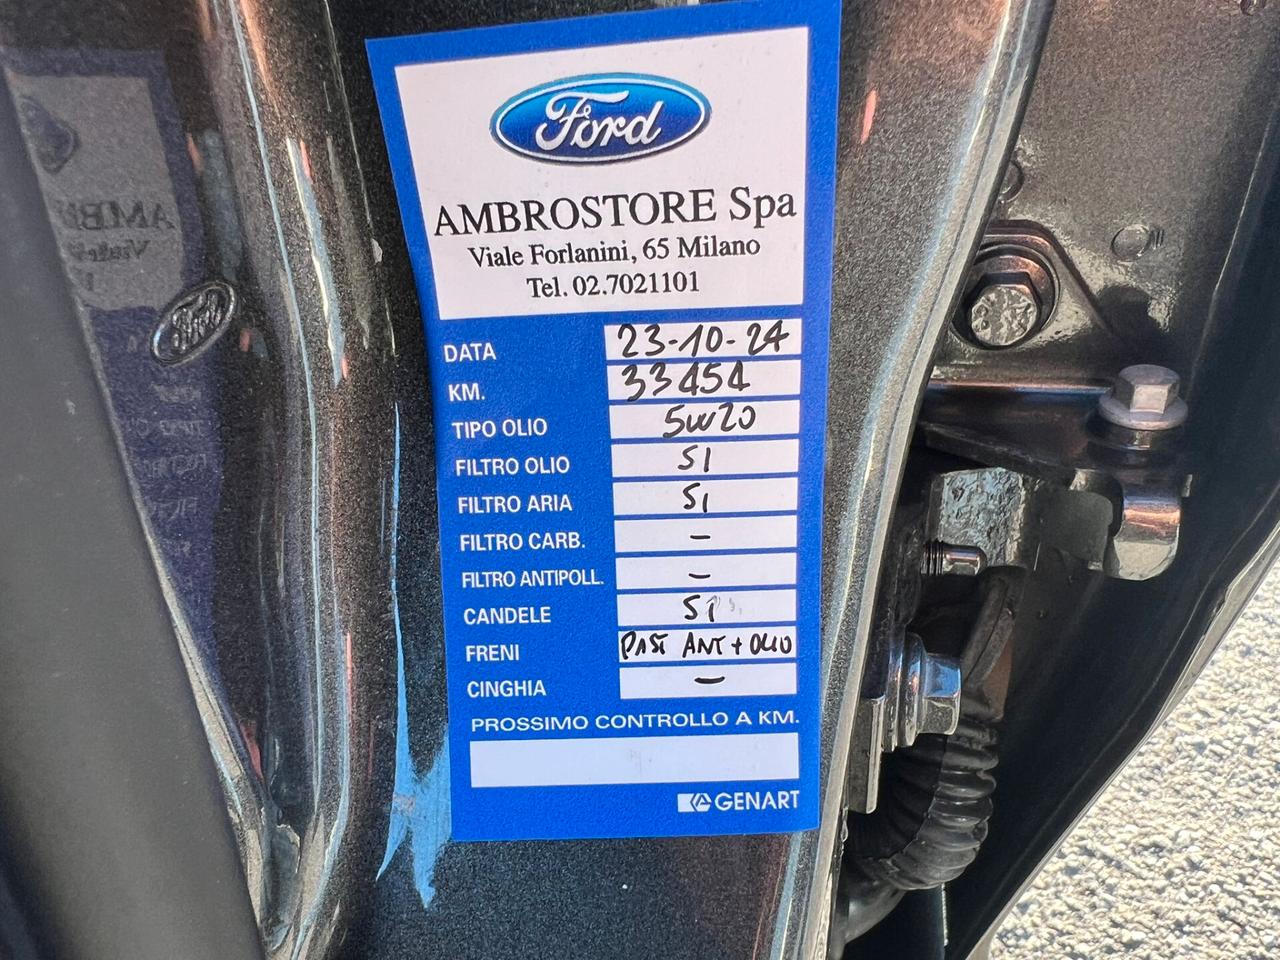 Ford
AMBROSTORE Spa
Viale Forlanini, 65 Milano
Tel. 02.7021101
DATA 23-10-24
KM. 33454
TIPO OLIO 5W20
FILTRO OLIO SI
FILTRO ARIA SI
FILTRO CARB. -
FILTRO ANTIPOLL. -
CANDELE SI
FRENI PAST ANT + OLIO
CINGHIA -
PROSSIMO CONTROLLO A KM.
GENART
Ford